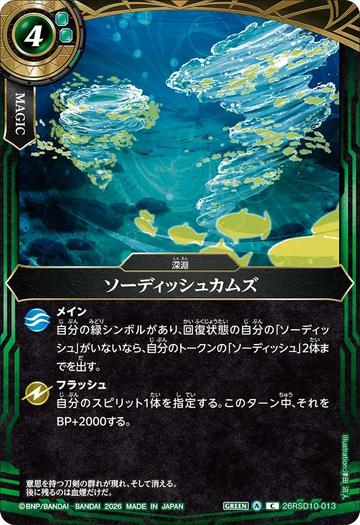 4
MAGIC
深淵
しんえん
ソーディッシュカムズ
メイン
自分の緑シンボルがあり、回復状態の自分の「ソーディッ
シュ」がいないなら、自分のトークンの「ソーディッシュ」2体ま
でを出す。
フラッシュ
自分のスピリット1体を指定する。このターン中、それを
BP+2000する。
意思を持つ刀剣の群れが現れ、そして消える。
後に残るのは血煙だけだ。
©BNP/BANDAI BANDAI 2026 MADE IN JAPAN
GREEN A C 26RSD10-013